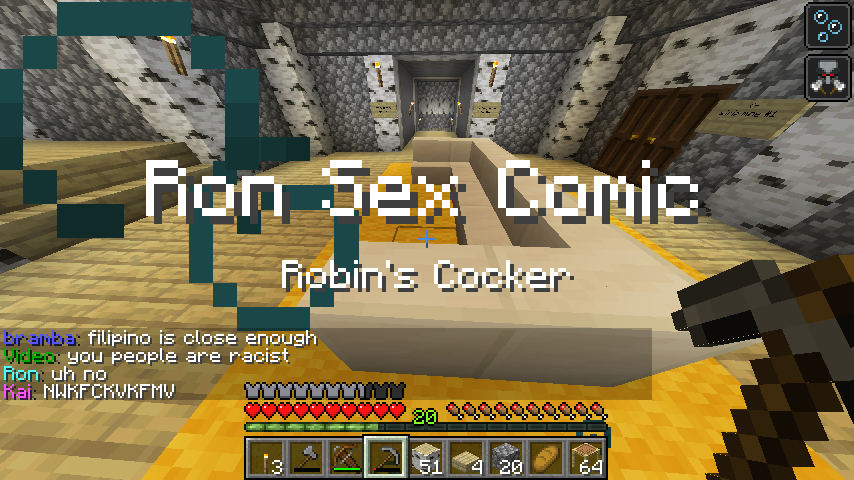 Ron Sex Comic
Robin's Cocker
bramba: filipino is close enough
Video: you people are racist
Ron: uh no
Kai: NWKFCKVKFMV
20
3
51
4
20
64